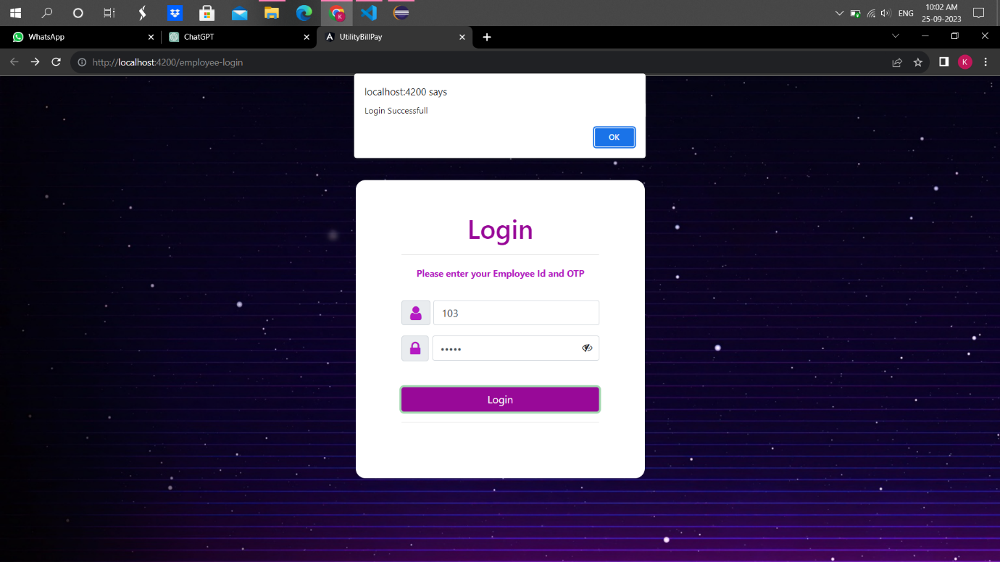 10:02 AM
ENG
25-09-2023
WhatsApp
ChatGPT
UtilityBillPay
http://localhost:4200/employee-login
K
localhost:4200 says
Login Successfull
OK
Login
Please enter your Employee Id and OTP
103
•••••
Login